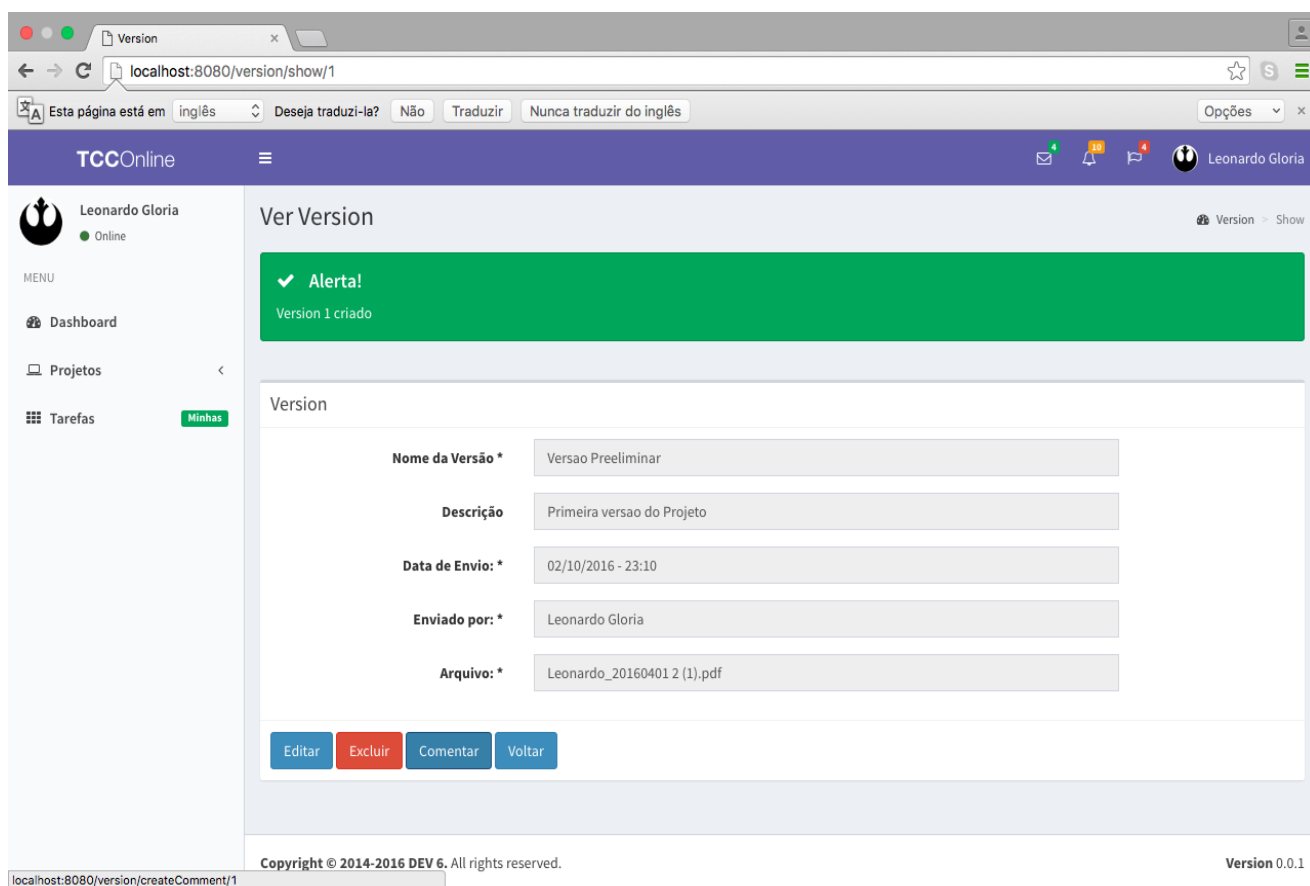 Version
localhost:8080/version/show/1
Esta página está em inglês Deseja traduzi-la? Não Traduzir Nunca traduzir do inglês Opções
TCCOnline 4 10 4 Leonardo Gloria
Leonardo Gloria
Online
MENU
Dashboard
Projetos
Tarefas Minhas
Ver Version
Version > Show
Alerta!
Version 1 criado
Version
Nome da Versão * Versao Preeliminar
Descrição Primeira versao do Projeto
Data de Envio: * 02/10/2016 - 23:10
Enviado por: * Leonardo Gloria
Arquivo: * Leonardo_20160401 2 (1).pdf
Editar Excluir Comentar Voltar
Copyright © 2014-2016 DEV 6. All rights reserved. Version 0.0.1
localhost:8080/version/createComment/1